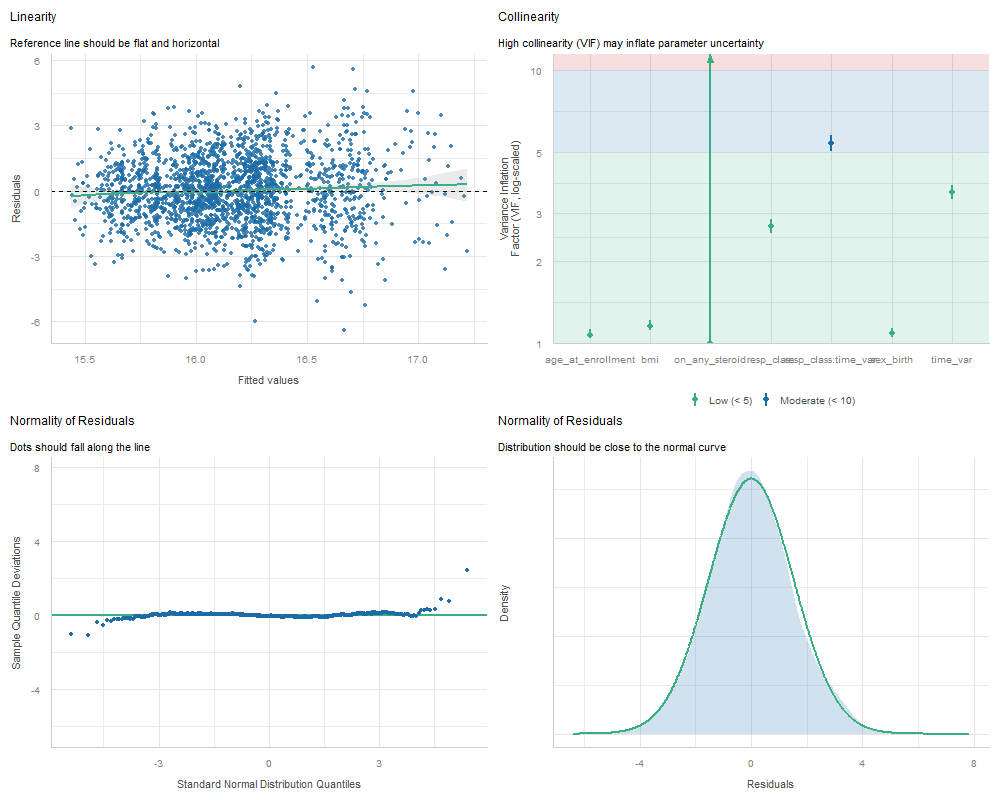 Linearity
Reference line should be flat and horizontal
6
3
0
-3
-6
Residuals
15.5
16.0
16.5
17.0
Fitted values
Collinearity
High collinearity (VIF) may inflate parameter uncertainty
10
5
3
2
1
Variance Inflation
Factor (VIF, log-scaled)
age_at_enrollment
bmi
on_any_steroid
resp_class
resp_class:time_var
sex_birth
time_var
Low (< 5)
Moderate (< 10)
Normality of Residuals
Dots should fall along the line
8
4
0
-4
Sample Quantile Deviations
-3
0
3
Standard Normal Distribution Quantiles
Normality of Residuals
Distribution should be close to the normal curve
Density
-4
0
4
8
Residuals